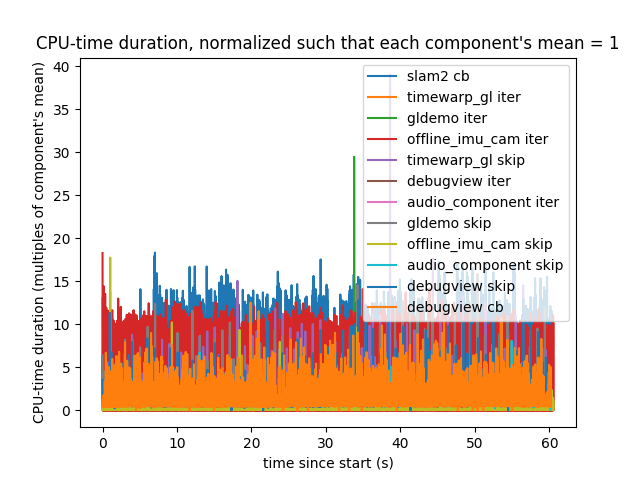 CPU-time duration, normalized such that each component's mean = 1
CPU-time duration (multiples of component's mean)
40
35
30
25
20
15
10
5
0
slam2 cb
timewarp_gl iter
gldemo iter
offline_imu_cam iter
timewarp_gl skip
debugview iter
audio_component iter
gldemo skip
offline_imu_cam skip
audio_component skip
debugview skip
debugview cb
0 10 20 30 40 50 60
time since start (s)